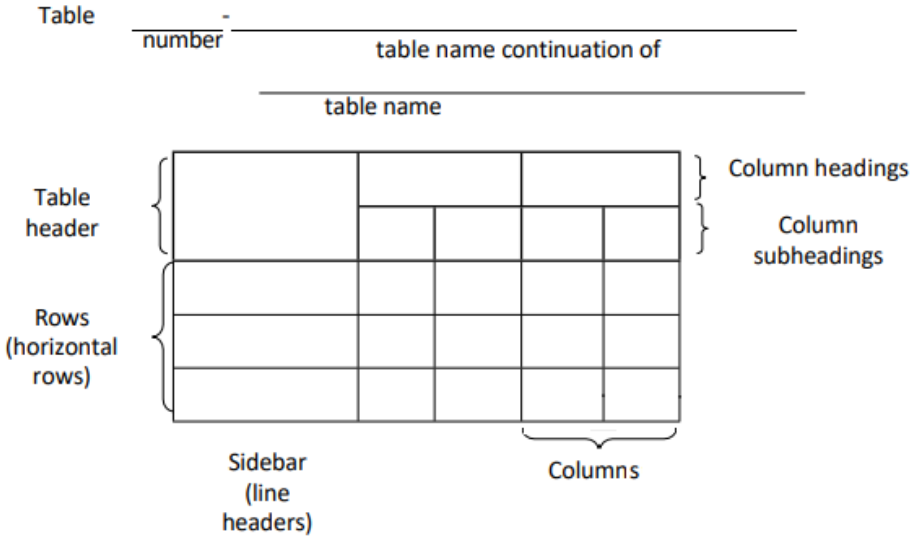 Table -
number
table name continuation of
table name
Column headings
Table
header
Column
subheadings
Rows
(horizontal
rows)
Sidebar
(line
headers)
Columns